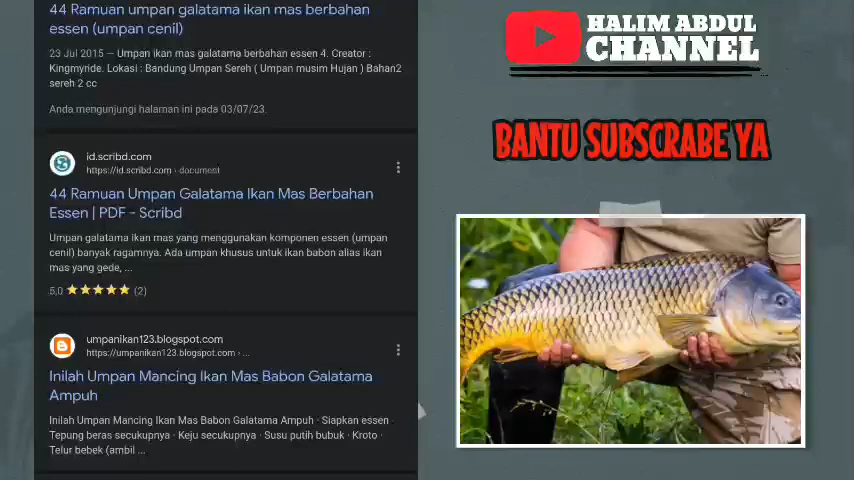 44 Ramuan umpan galatama ikan mas berbahan
essen (umpan cenil)
23 Jul 2015 — Umpan ikan mas galatama berbahan essen 4. Creator :
Kingmyride. Lokasi : Bandung Umpan Sereh ( Umpan musim Hujan ) Bahan2
sereh 2 cc
Anda mengunjungi halaman ini pada 03/07/23.
id.scribd.com
https://id.scribd.com › document
44 Ramuan Umpan Galatama Ikan Mas Berbahan
Essen | PDF - Scribd
Umpan galatama ikan mas yang menggunakan komponen essen (umpan
cenil) banyak ragamnya. Ada umpan khusus untuk ikan babon alias ikan
mas yang gede, ...
5,0 ★★★★★ (2)
umpanikan123.blogspot.com
https://umpanikan123.blogspot.com › ...
Inilah Umpan Mancing Ikan Mas Babon Galatama
Ampuh
Inilah Umpan Mancing Ikan Mas Babon Galatama Ampuh · Siapkan essen ·
Tepung beras secukupnya · Keju secukupnya · Susu putih bubuk · Kroto ·
Telur bebek (ambil ...
HALIM ABDUL
CHANNEL
BANTU SUBSCRABE YA